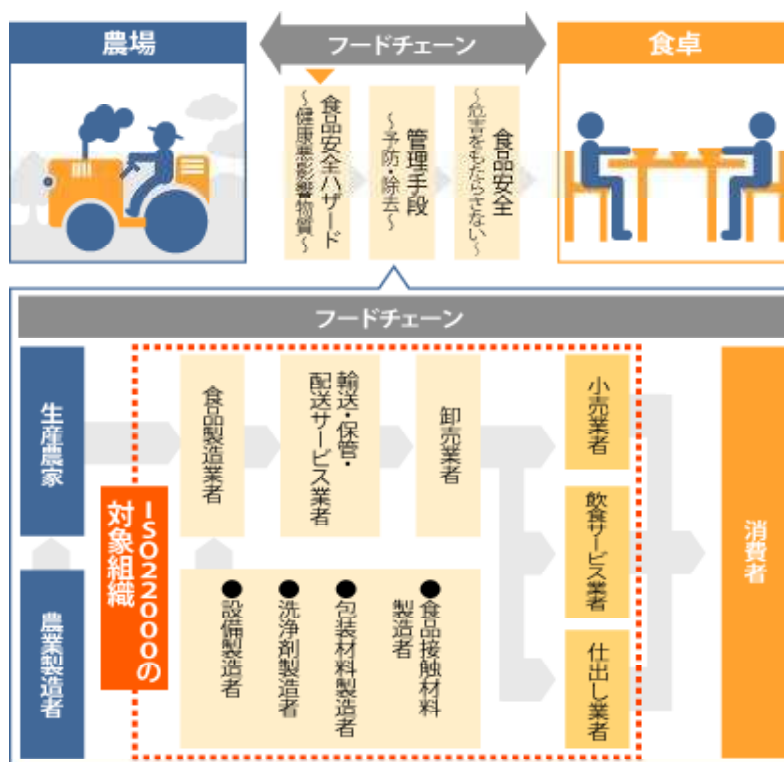 農場
フードチェーン
食卓
食品安全ハザード
～健康悪影響物質～
管理手段
～予防・除去～
食品安全
～危害をもたらさない～
フードチェーン
生産農家
農業製造者
ISO22000の
対象組織
食品製造業者
輸送・保管・
配送サービス業者
卸売業者
●設備製造者
●洗浄剤製造者
●包装材料製造者
●食品接触材料
製造者
小売業者
飲食サービス業者
仕出し業者
消費者